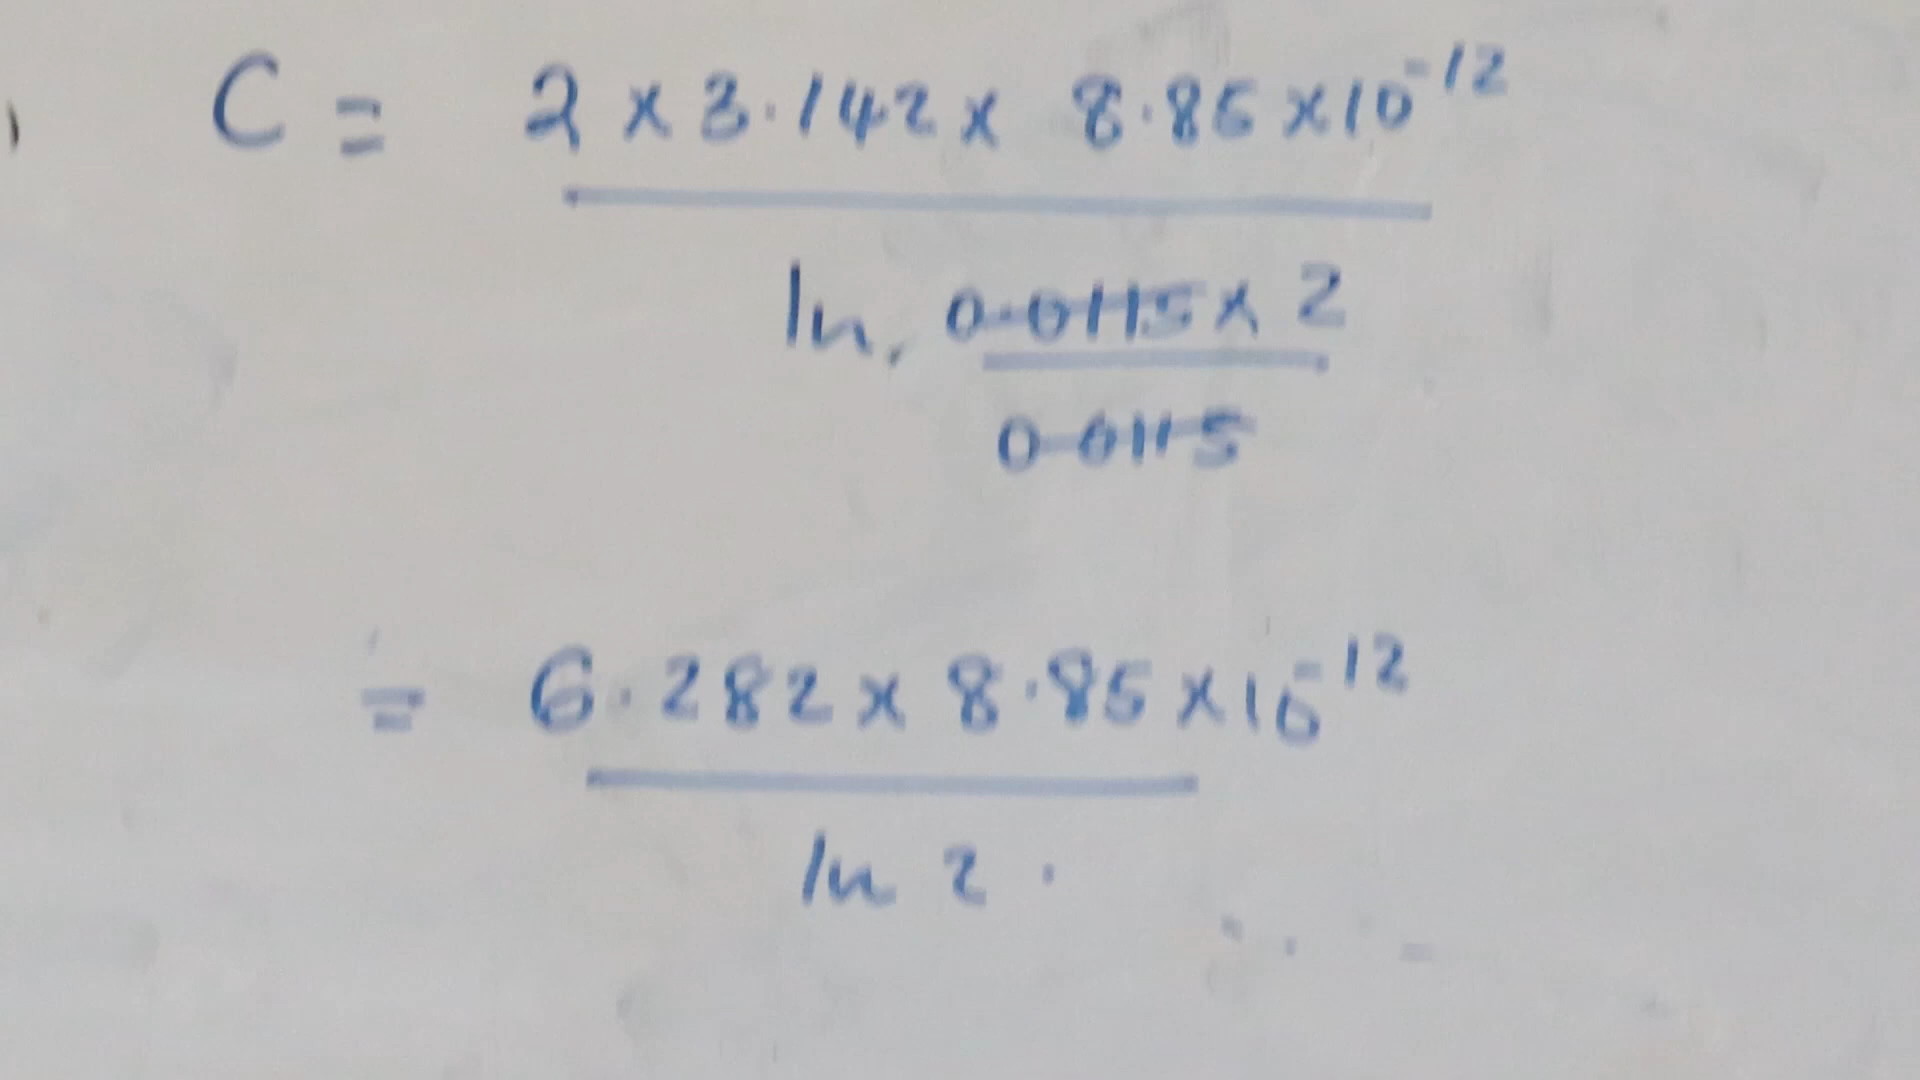 C = 2 x 3.142 x 8.85 x 10⁻¹²
ln. 0.0115 x 2
0.0115
= 6.282 x 8.85 x 10⁻¹²
ln 2 .